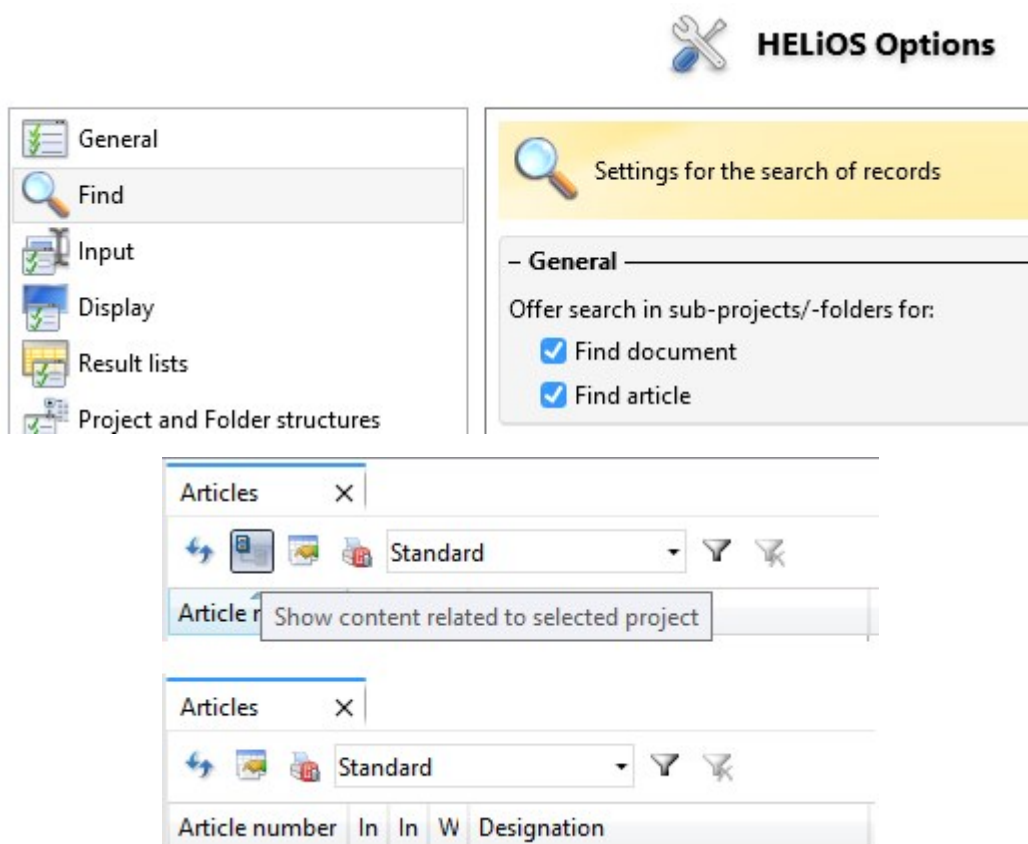 HELiOS Options
General
Find
Input
Display
Result lists
Project and Folder structures
Settings for the search of records
– General
Offer search in sub-projects/-folders for:
Find document
Find article
Articles
Standard
Article r
Show content related to selected project
Articles
Standard
Article number In In W Designation